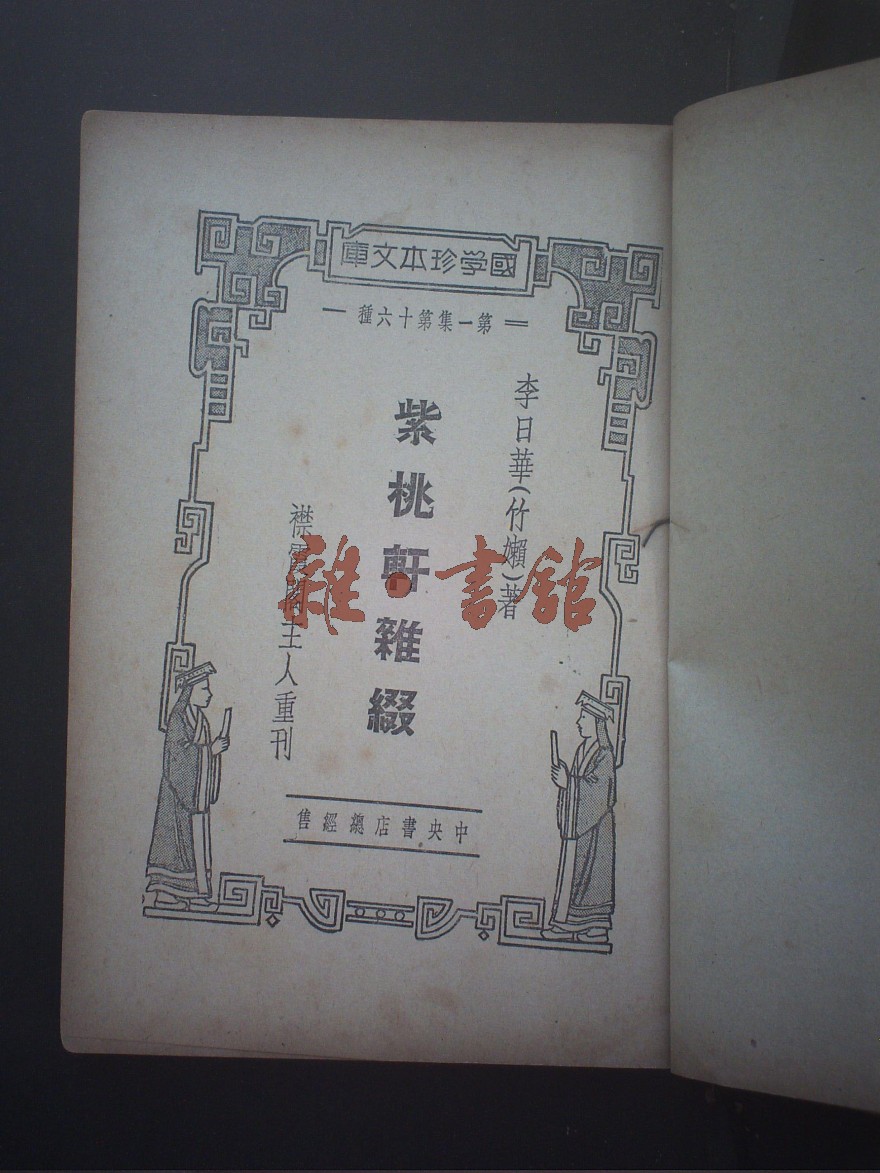 國学珍本文庫
第一集第十六種
李日華(竹嬾)著
紫桃軒雜綴
襟霞閣主人重刊
中央書店總經售
雜·書館